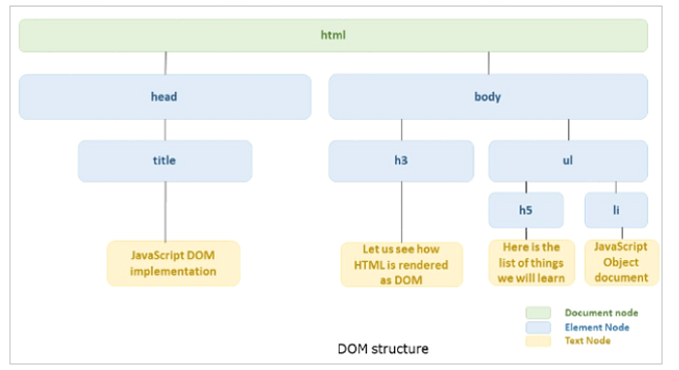 html
head
body
title
h3
ul
h5
li
JavaScript DOM
implementation
Let us see how
HTML is rendered
as DOM
Here is the
list of things
we will learn
JavaScript
Object
document
Document node
Element Node
Text Node
DOM structure